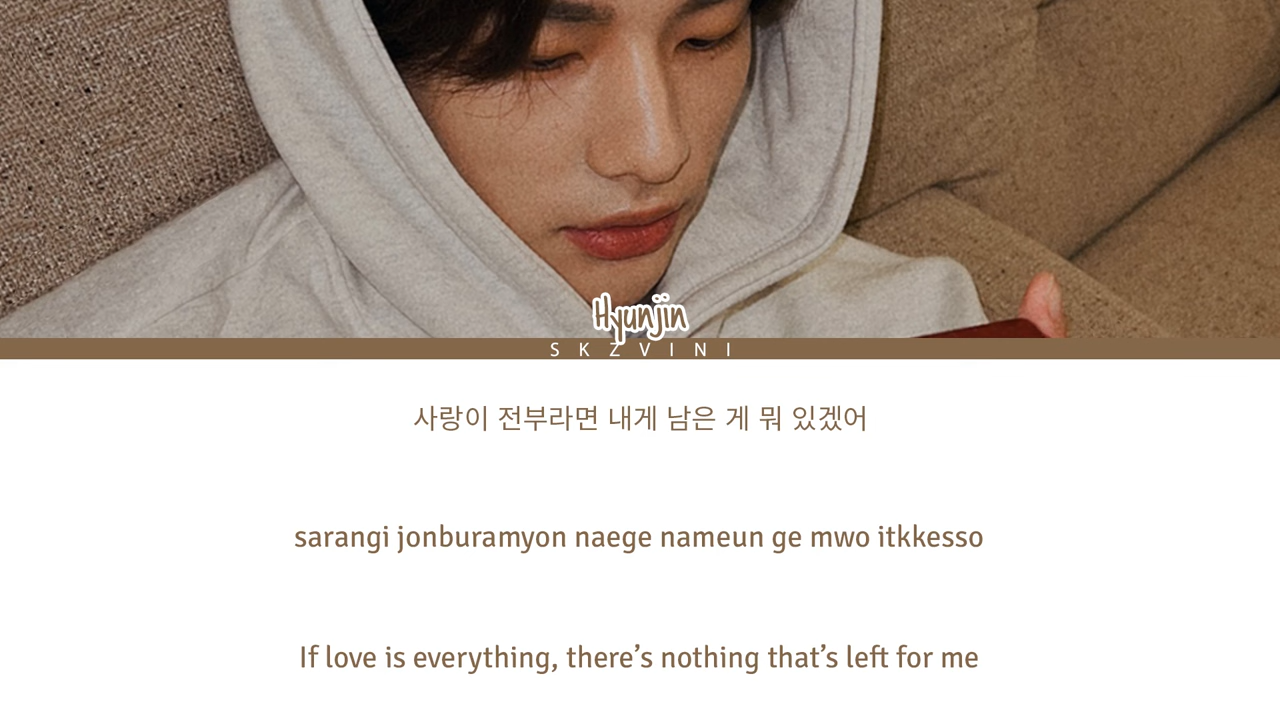 Hyunjin
SKZVINI
사랑이 전부라면 내게 남은 게 뭐 있겠어
sarangi jonburamyon naege nameun ge mwo itkkesso
If love is everything, there’s nothing that’s left for me